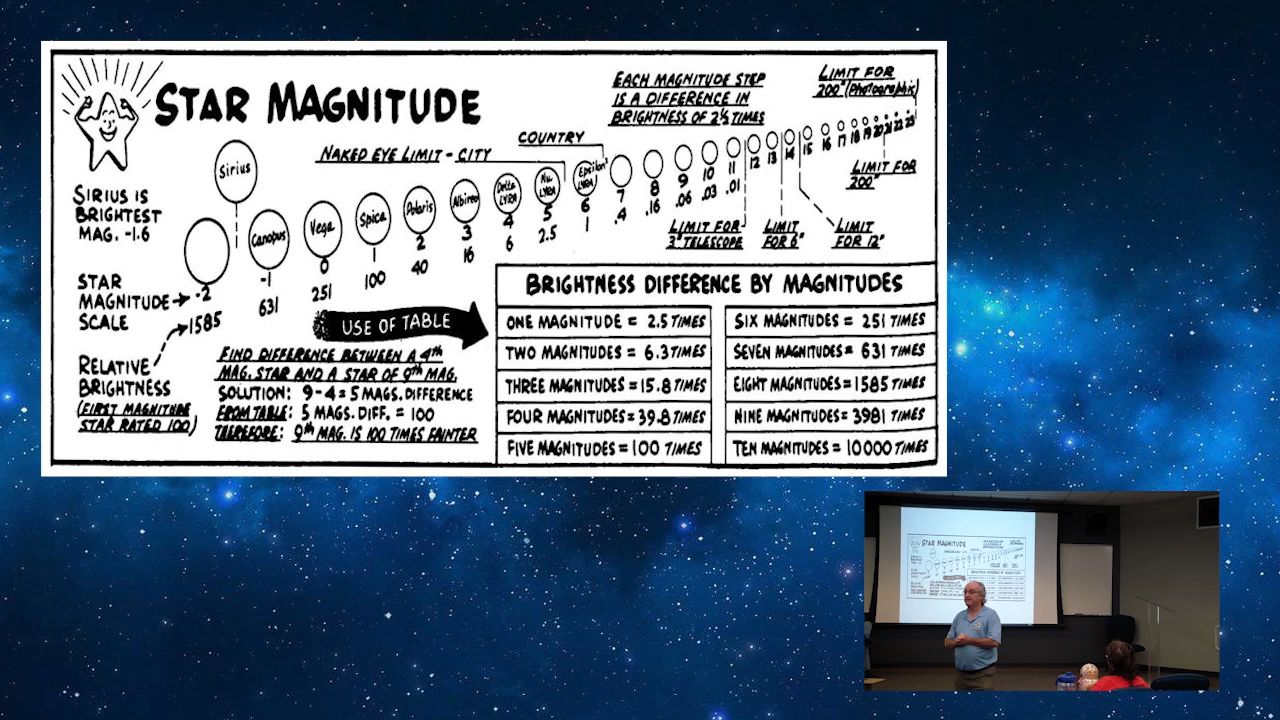 STAR MAGNITUDE
EACH MAGNITUDE STEP
IS A DIFFERENCE IN
BRIGHTNESS OF 2½ TIMES
LIMIT FOR
200" (Photographic)
NAKED EYE LIMIT - CITY
COUNTRY
SIRIUS IS
BRIGHTEST
MAG. -1.6
Sirius
Canopus
Vega
Spica
Polaris
Albireo
Delta
LYRA
Nu
LYRA
Epsilon
LYRA
STAR
MAGNITUDE
SCALE
-2 -1 0 1 2 3 4 5 6 7 8 9 10 11 12 13 14 15 16 17 18 19 20 21 22 23
RELATIVE
BRIGHTNESS
(FIRST MAGNITUDE
STAR RATED 100)
1585 631 251 100 40 16 6 2.5 1 .4 .16 .06 .03 .01
LIMIT FOR
3" TELESCOPE
LIMIT
FOR 6"
LIMIT
FOR 12"
LIMIT FOR
200"
USE OF TABLE
FIND DIFFERENCE BETWEEN A 4th
MAG. STAR AND A STAR OF 9th MAG.
SOLUTION: 9-4=5 MAGS. DIFFERENCE
FROM TABLE: 5 MAGS. DIFF. = 100
THEREFORE: 9th MAG. IS 100 TIMES FAINTER
BRIGHTNESS DIFFERENCE BY MAGNITUDES
ONE MAGNITUDE = 2.5 TIMES
TWO MAGNITUDES = 6.3 TIMES
THREE MAGNITUDES = 15.8 TIMES
FOUR MAGNITUDES = 39.8 TIMES
FIVE MAGNITUDES = 100 TIMES
SIX MAGNITUDES = 251 TIMES
SEVEN MAGNITUDES = 631 TIMES
EIGHT MAGNITUDES = 1585 TIMES
NINE MAGNITUDES = 3981 TIMES
TEN MAGNITUDES = 10000 TIMES
STAR MAGNITUDE